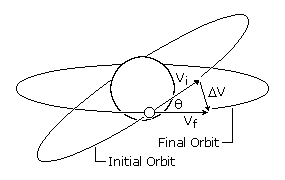 Vi
ΔV
θ
Vf
Final Orbit
Initial Orbit